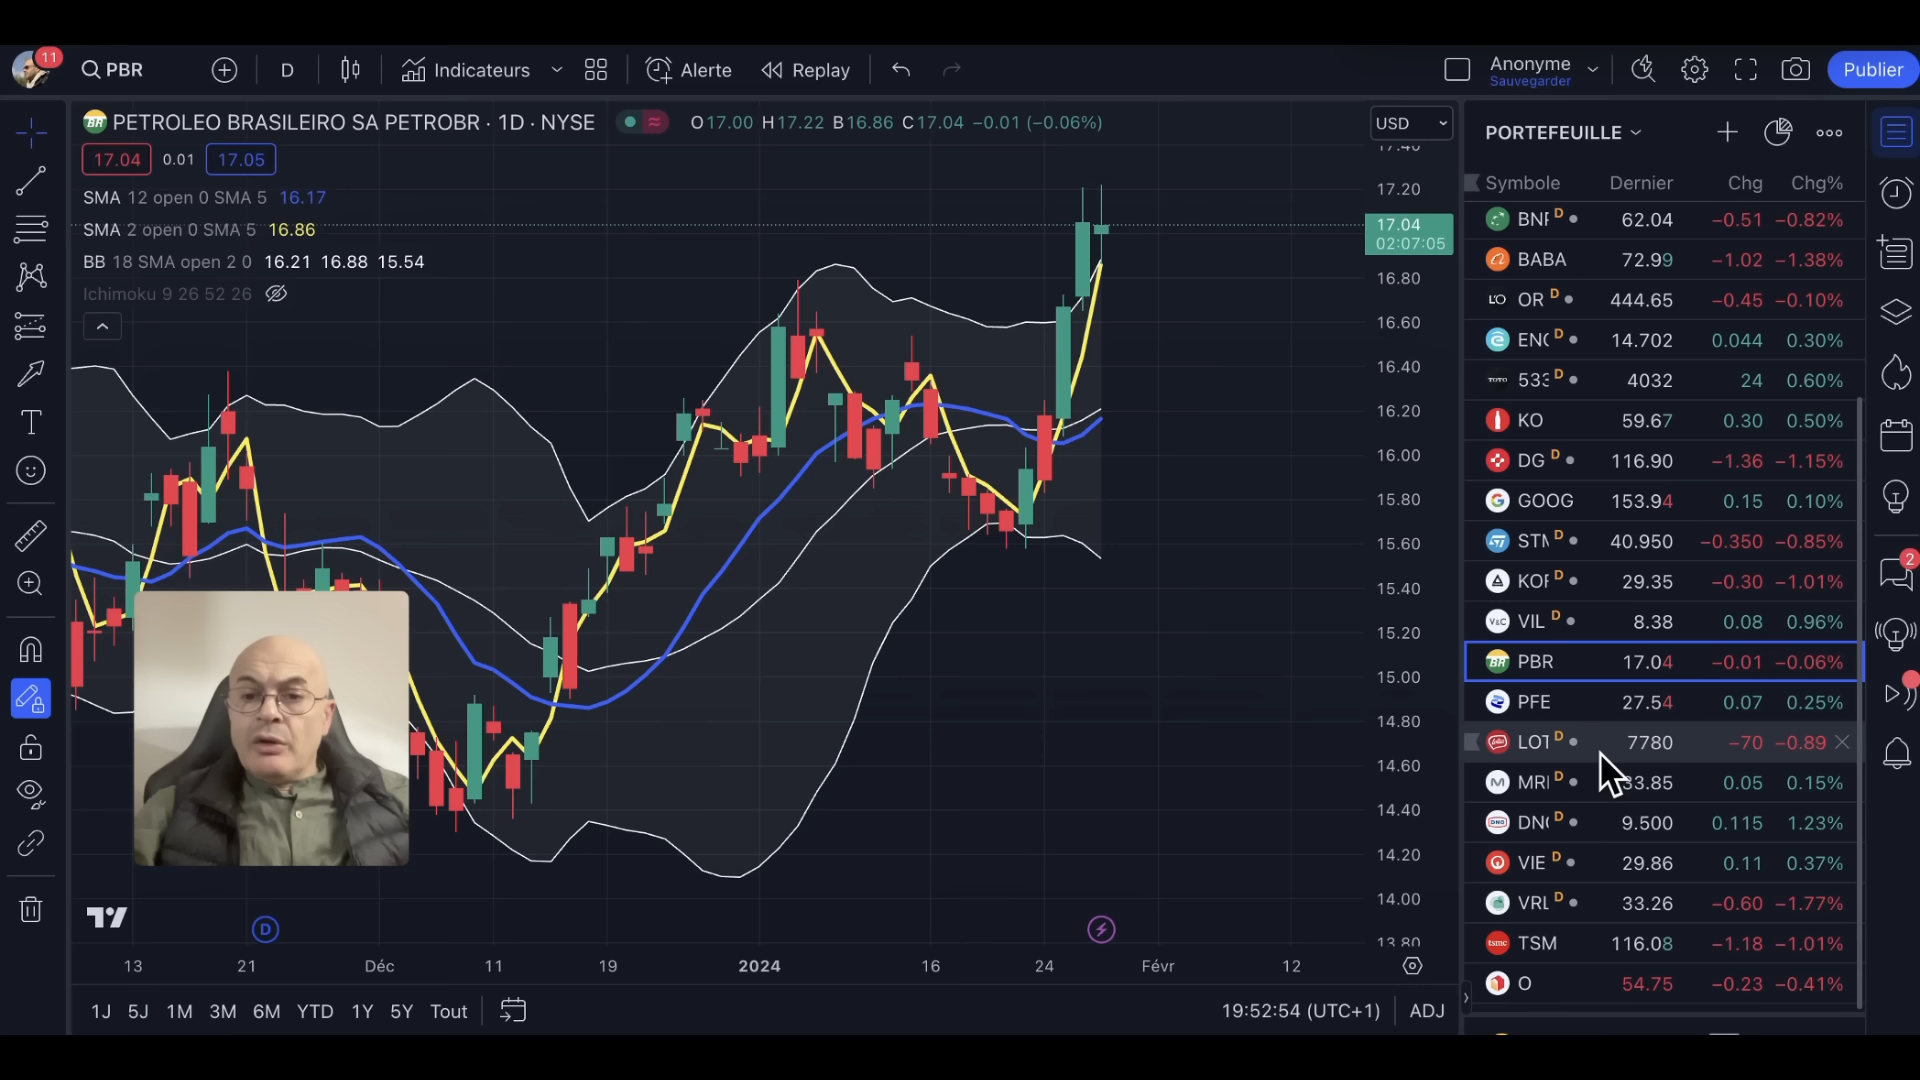 11
PBR
D
Indicateurs
Alerte
Replay
Anonyme
Sauvegarder
Publier
PETROLEO BRASILEIRO SA PETROBR · 1D · NYSE
O17.00 H17.22 B16.86 C17.04 −0.01 (−0.06%)
17.04 0.01 17.05
SMA 12 open 0 SMA 5 16.17
SMA 2 open 0 SMA 5 16.86
BB 18 SMA open 2 0 16.21 16.88 15.54
Ichimoku 9 26 52 26
USD
17.40
17.20
17.04
02:07:05
16.80
16.60
16.40
16.20
16.00
15.80
15.60
15.40
15.20
15.00
14.80
14.60
14.40
14.20
14.00
13.80
D
13 21 Déc 11 19 2024 16 24 Févr 12
1J 5J 1M 3M 6M YTD 1Y 5Y Tout
19:52:54 (UTC+1) ADJ
PORTEFEUILLE
Symbole Dernier Chg Chg%
BNF D 62.04 −0.51 −0.82%
BABA 72.99 −1.02 −1.38%
L'O OR D 444.65 −0.45 −0.10%
ENG D 14.702 0.044 0.30%
TOTO 533 D 4032 24 0.60%
KO 59.67 0.30 0.50%
DG D 116.90 −1.36 −1.15%
GOOG 153.94 0.15 0.10%
STM D 40.950 −0.350 −0.85%
KOF D 29.35 −0.30 −1.01%
V&C VIL D 8.38 0.08 0.96%
BR PBR 17.04 −0.01 −0.06%
PFE 27.54 0.07 0.25%
Lotus LOT D 7780 −70 −0.89
MRI D 33.85 0.05 0.15%
DNO DNO D 9.500 0.115 1.23%
VIE D 29.86 0.11 0.37%
VRL D 33.26 −0.60 −1.77%
tsmc TSM 116.08 −1.18 −1.01%
O 54.75 −0.23 −0.41%
2